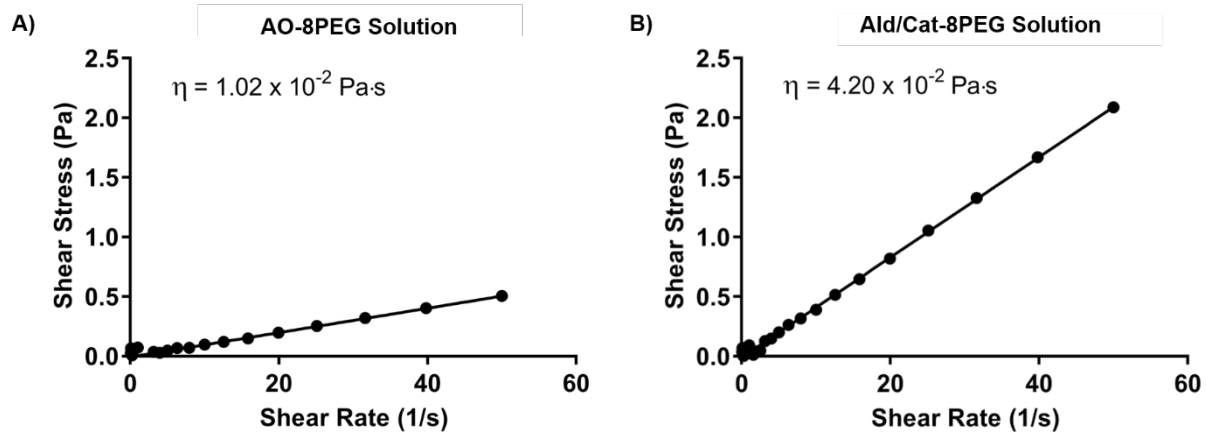 A)
AO-8PEG Solution
η = 1.02 x 10⁻² Pa·s
Shear Stress (Pa)
2.5
2.0
1.5
1.0
0.5
0.0
0
20
40
60
Shear Rate (1/s)
B)
Ald/Cat-8PEG Solution
η = 4.20 x 10⁻² Pa·s
Shear Stress (Pa)
2.5
2.0
1.5
1.0
0.5
0.0
0
20
40
60
Shear Rate (1/s)